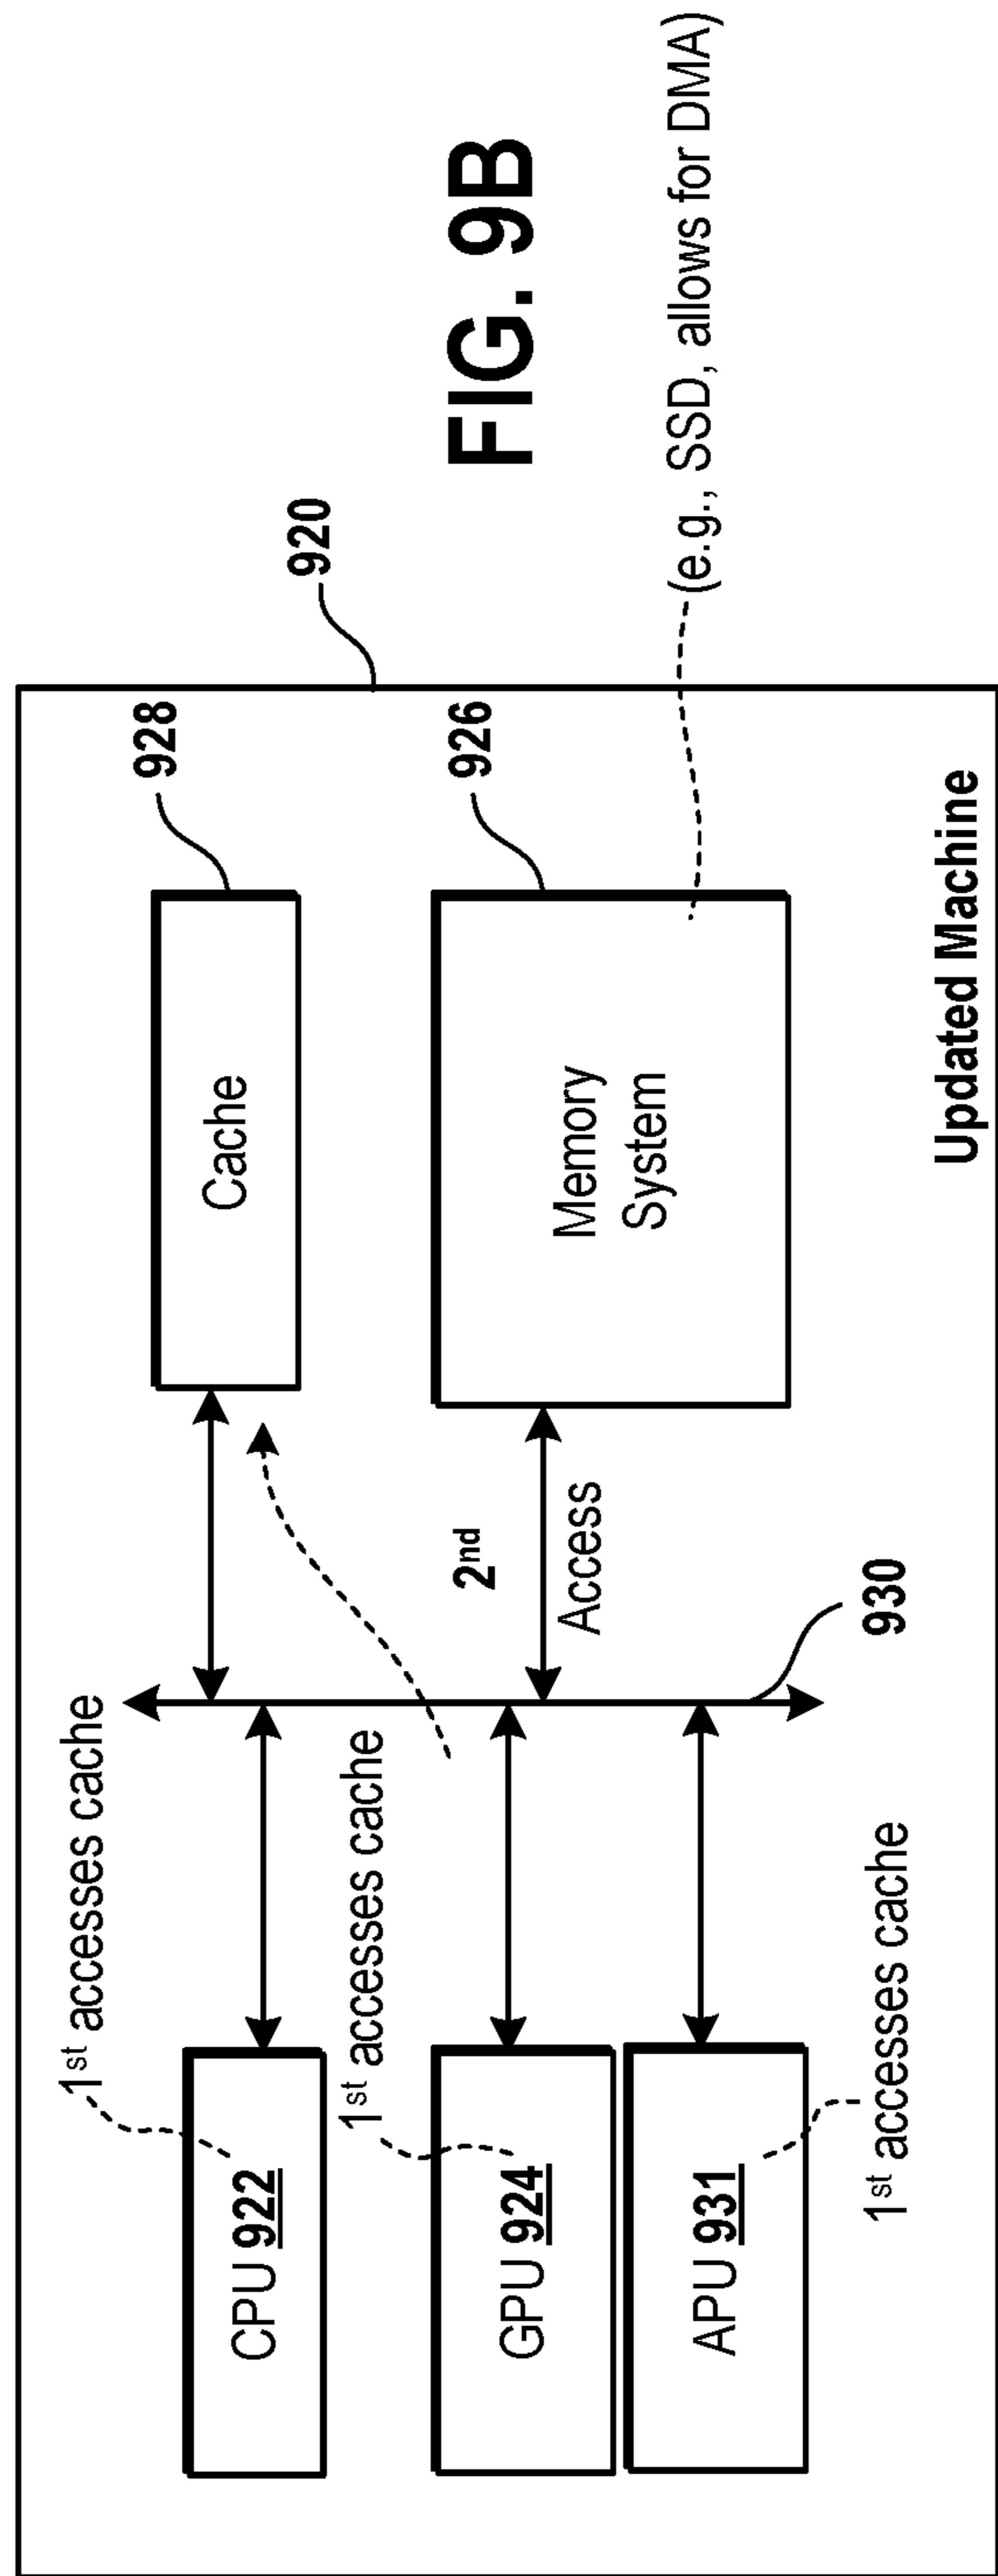 1st accesses cache
CPU 922
1st accesses cache
GPU 924
APU 931
1st accesses cache
930
2nd
Access
Cache
928
Memory
System
926
Updated Machine
920
FIG. 9B
(e.g., SSD, allows for DMA)